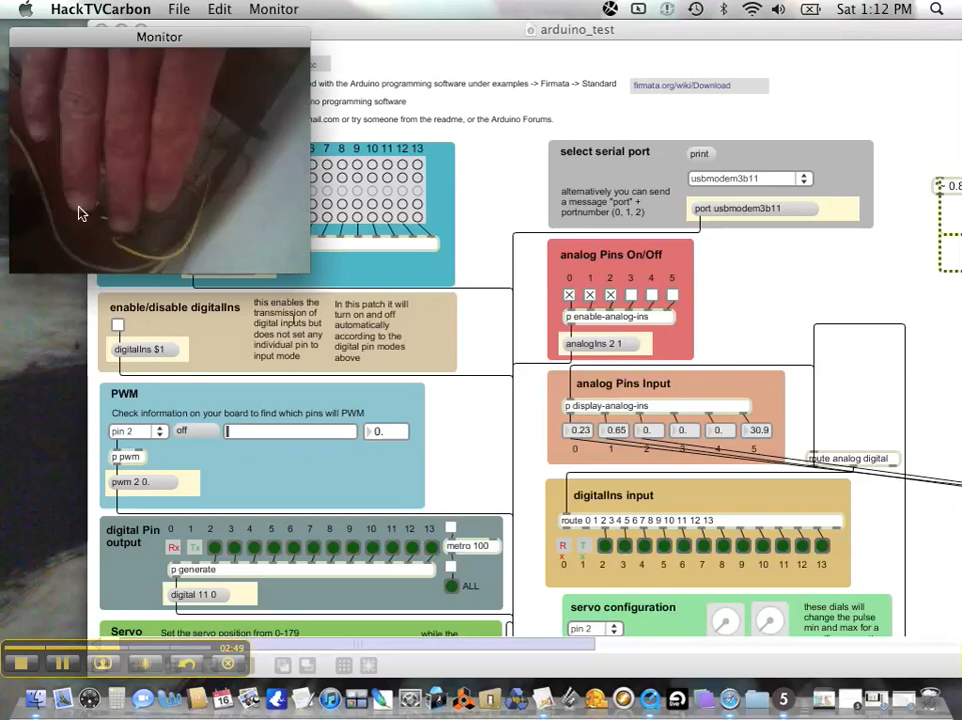 HackTVCarbon File Edit Monitor Sat 1:12 PM
Monitor
arduino_test
ed with the Arduino programming software under examples -> Firmata -> Standard
firmata.org/wiki/Download
ino programming software
mail.com or try someone from the readme, or the Arduino Forums.
7 8 9 10 11 12 13
select serial port
print
usbmodem3b11
alternatively you can send
a message "port" +
portnumber (0, 1, 2)
port usbmodem3b11
~ 0.8
analog Pins On/Off
0 1 2 3 4 5
p enable-analog-ins
analogIns 2 1
enable/disable digitalIns
digitalIns $1
this enables the
transmission of
digital inputs but
does not set any
individual pin to
input mode
In this patch it will
turn on and off
automatically
according to the
digital pin modes
above
PWM
Check information on your board to find which pins will PWM
pin 2
off
0.
p pwm
pwm 2 0.
analog Pins Input
p display-analog-ins
0.23 0.65 0. 0. 0. 30.9
0 1 2 3 4 5
route analog digital
digitalIns input
route 0 1 2 3 4 5 6 7 8 9 10 11 12 13
R T
x x
0 1 2 3 4 5 6 7 8 9 10 11 12 13
digital Pin
output
0 1 2 3 4 5 6 7 8 9 10 11 12 13
Rx Tx
metro 100
p generate
ALL
digital 11 0
servo configuration
pin 2
these dials will
change the pulse
min and max for a
Servo
Set the servo position from 0-179
while the
02:49
16
5